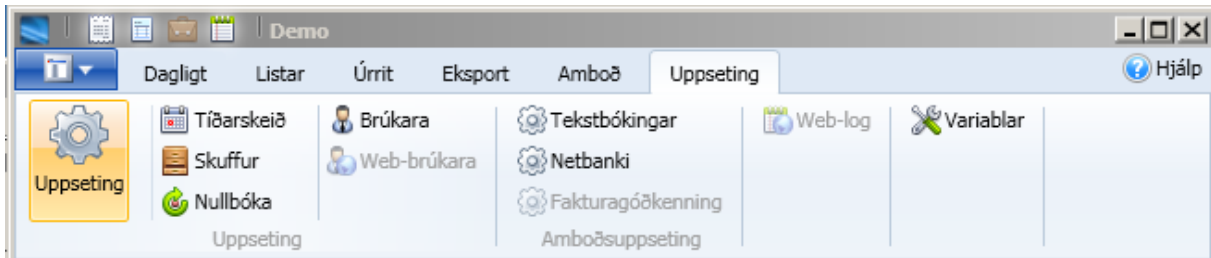 Demo
Dagligt Listar Úrrit Eksport Amboð Uppseting Hjálp
Uppseting
Tíðarskeið
Skuffur
Nullbóka
Brúkara
Web-brúkara
Uppseting
Tekstbókingar
Netbanki
Fakturagóðkenning
Amboðsuppseting
Web-log
Variablar